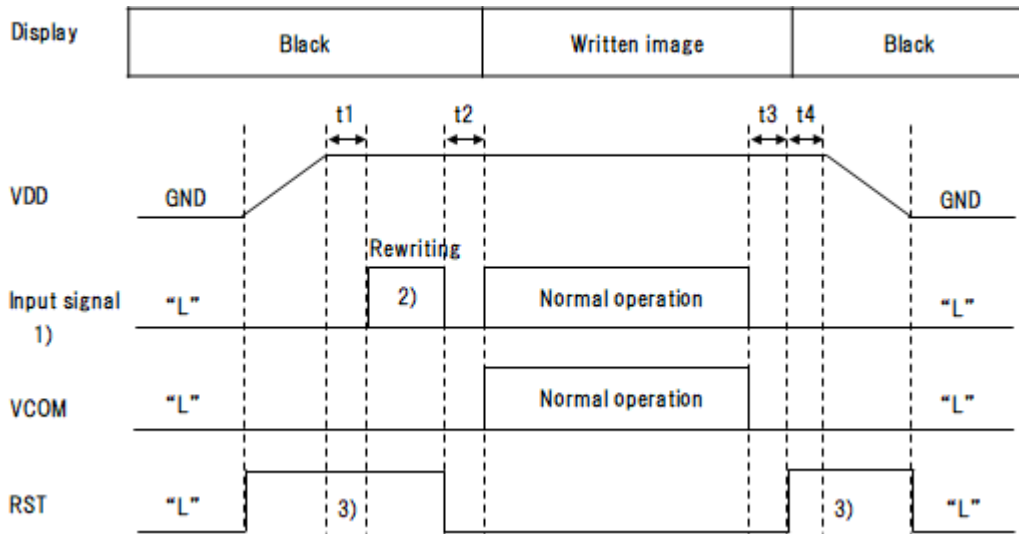 Display Black Written image Black
t1 t2 t3 t4
VDD GND GND
Rewriting
Input signal “L” 2) Normal operation “L”
1)
VCOM “L” Normal operation “L”
RST “L” 3) 3) “L”